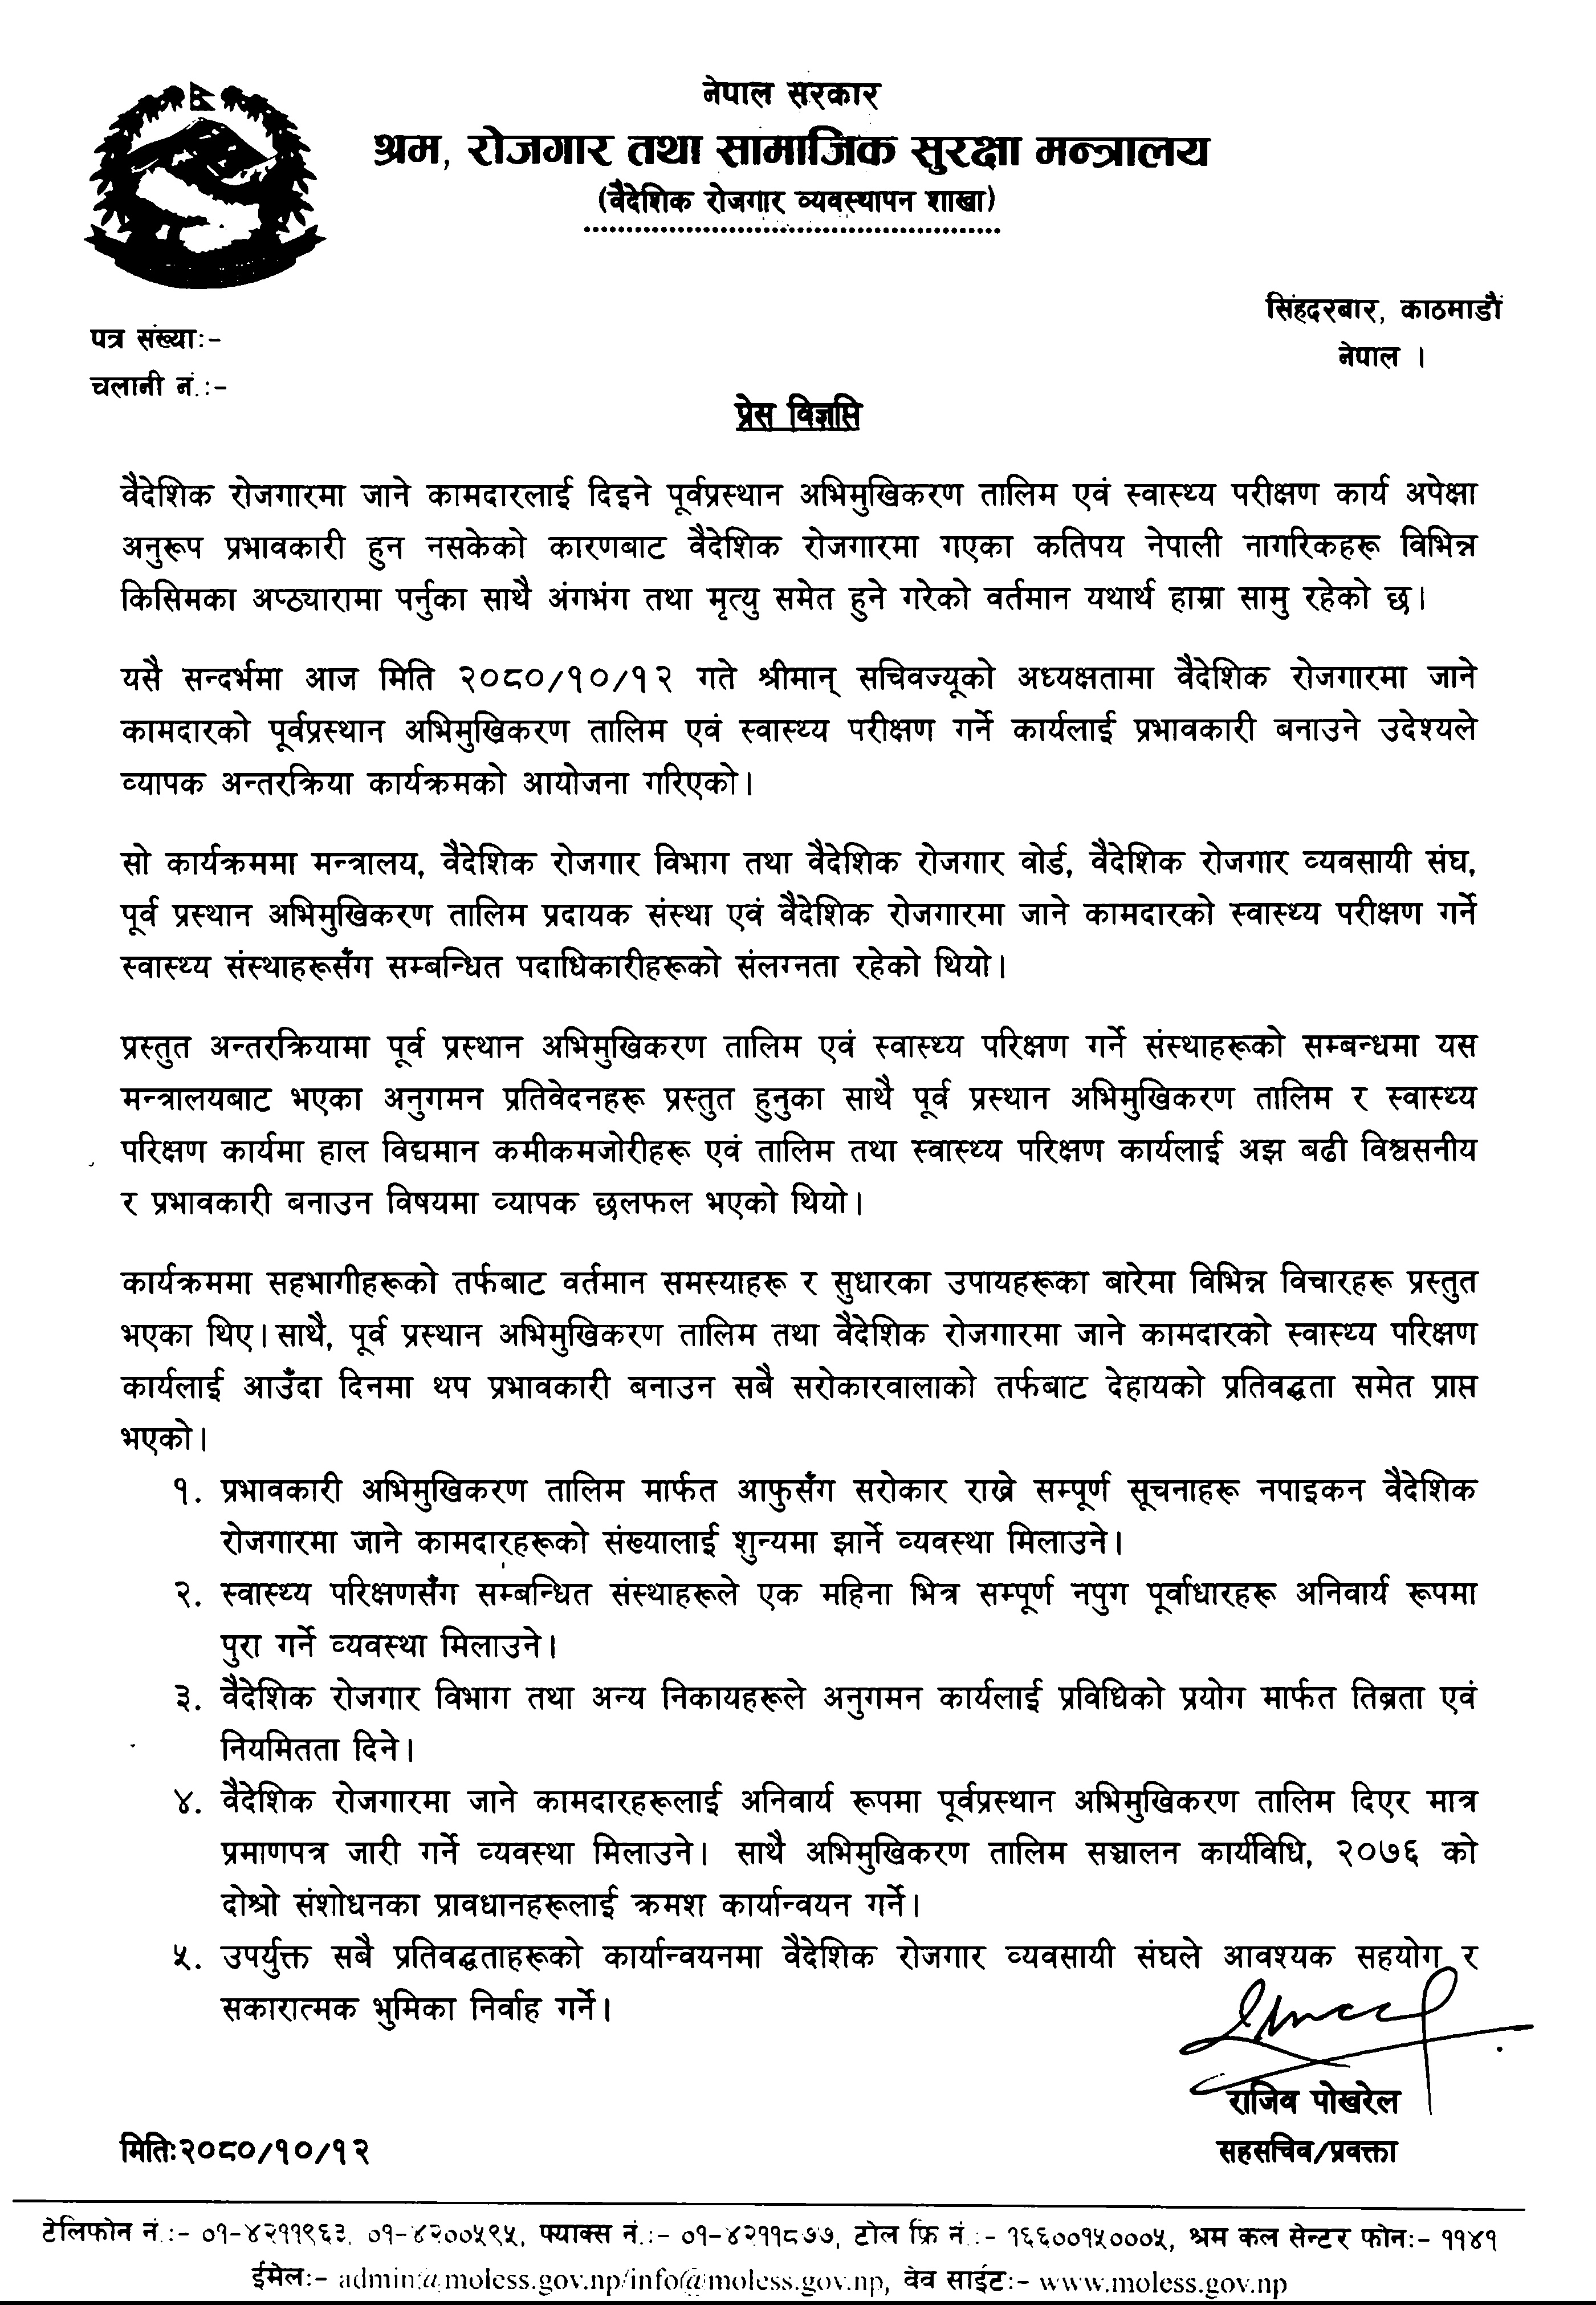 नेपाल सरकार
श्रम, रोजगार तथा सामाजिक सुरक्षा मन्त्रालय
(वैदेशिक रोजगार व्यवस्थापन शाखा)
सिंहदरबार, काठमाडौं
नेपाल ।
पत्र संख्या:-
चलानी नं.:-
प्रेस विज्ञप्ति
वैदेशिक रोजगारमा जाने कामदारलाई दिइने पूर्वप्रस्थान अभिमुखिकरण तालिम एवं स्वास्थ्य परीक्षण कार्य अपेक्षा
अनुरूप प्रभावकारी हुन नसकेको कारणबाट वैदेशिक रोजगारमा गएका कतिपय नेपाली नागरिकहरू विभिन्न
किसिमका अप्ठ्यारामा पर्नुका साथै अंगभंग तथा मृत्यु समेत हुने गरेको वर्तमान यथार्थ हाम्रा सामु रहेको छ।
यसै सन्दर्भमा आज मिति २०८०/१०/१२ गते श्रीमान् सचिवज्यूको अध्यक्षतामा वैदेशिक रोजगारमा जाने
कामदारको पूर्वप्रस्थान अभिमुखिकरण तालिम एवं स्वास्थ्य परीक्षण गर्ने कार्यलाई प्रभावकारी बनाउने उदेश्यले
व्यापक अन्तरक्रिया कार्यक्रमको आयोजना गरिएको।
सो कार्यक्रममा मन्त्रालय, वैदेशिक रोजगार विभाग तथा वैदेशिक रोजगार वोर्ड, वैदेशिक रोजगार व्यवसायी संघ,
पूर्व प्रस्थान अभिमुखिकरण तालिम प्रदायक संस्था एवं वैदेशिक रोजगारमा जाने कामदारको स्वास्थ्य परीक्षण गर्ने
स्वास्थ्य संस्थाहरूसँग सम्बन्धित पदाधिकारीहरूको संलग्नता रहेको थियो।
प्रस्तुत अन्तरक्रियामा पूर्व प्रस्थान अभिमुखिकरण तालिम एवं स्वास्थ्य परिक्षण गर्ने संस्थाहरूको सम्बन्धमा यस
मन्त्रालयबाट भएका अनुगमन प्रतिवेदनहरू प्रस्तुत हुनुका साथै पूर्व प्रस्थान अभिमुखिकरण तालिम र स्वास्थ्य
परिक्षण कार्यमा हाल विद्यमान कमीकमजोरीहरू एवं तालिम तथा स्वास्थ्य परिक्षण कार्यलाई अझ बढी विश्वसनीय
र प्रभावकारी बनाउन विषयमा व्यापक छलफल भएको थियो।
कार्यक्रममा सहभागीहरूको तर्फबाट वर्तमान समस्याहरू र सुधारका उपायहरूका बारेमा विभिन्न विचारहरू प्रस्तुत
भएका थिए। साथै, पूर्व प्रस्थान अभिमुखिकरण तालिम तथा वैदेशिक रोजगारमा जाने कामदारको स्वास्थ्य परिक्षण
कार्यलाई आउँदा दिनमा थप प्रभावकारी बनाउन सबै सरोकारवालाको तर्फबाट देहायको प्रतिवद्धता समेत प्राप्त
भएको।
१. प्रभावकारी अभिमुखिकरण तालिम मार्फत आफुसँग सरोकार राख्ने सम्पूर्ण सूचनाहरू नपाइकन वैदेशिक
रोजगारमा जाने कामदारहरूको संख्यालाई शुन्यमा झार्ने व्यवस्था मिलाउने।
२. स्वास्थ्य परिक्षणसँग सम्बन्धित संस्थाहरूले एक महिना भित्र सम्पूर्ण नपुग पूर्वाधारहरू अनिवार्य रूपमा
पुरा गर्ने व्यवस्था मिलाउने।
३. वैदेशिक रोजगार विभाग तथा अन्य निकायहरूले अनुगमन कार्यलाई प्रविधिको प्रयोग मार्फत तिब्रता एवं
नियमितता दिने।
४. वैदेशिक रोजगारमा जाने कामदारहरूलाई अनिवार्य रूपमा पूर्वप्रस्थान अभिमुखिकरण तालिम दिएर मात्र
प्रमाणपत्र जारी गर्ने व्यवस्था मिलाउने। साथै अभिमुखिकरण तालिम सञ्चालन कार्यविधि, २०७६ को
दोश्रो संशोधनका प्रावधानहरूलाई क्रमश कार्यान्वयन गर्ने।
५. उपर्युक्त सबै प्रतिवद्धताहरूको कार्यान्वयनमा वैदेशिक रोजगार व्यवसायी संघले आवश्यक सहयोग र
सकारात्मक भुमिका निर्वाह गर्ने।
राजिव पोखरेल
मितिः२०८०/१०/१२
सहसचिव/प्रवक्ता
टेलिफोन नं.:- ०१-४२११९६३, ०१-४२००५९५, फ्याक्स नं.:- ०१-४२११८७७, टोल फ्रि नं.:- १६६००१५०००५, श्रम कल सेन्टर फोन:- ११४१
ईमेल:- admin@moless.gov.np/info@moless.gov.np, वेव साईट:- www.moless.gov.np